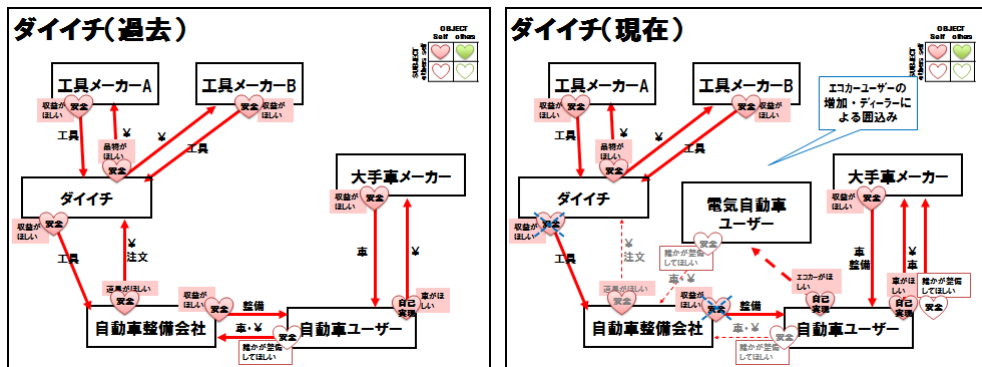 ダイイチ(過去)
OBJECT
Self others
SUBJECT
others self
工具メーカーA
工具メーカーB
収益が
ほしい
安全
安全
収益が
ほしい
工具
¥
¥
工具
品物が
ほしい
安全
ダイイチ
大手車メーカー
収益が
ほしい
安全
収益が
ほしい
安全
工具
¥
注文
車
¥
道具がほしい
安全
収益が
ほしい
安全
整備
自己
実現
車がほ
しい
自動車整備会社
車・¥
安全
自動車ユーザー
誰かが整備
してほしい
ダイイチ(現在)
OBJECT
Self others
SUBJECT
others self
工具メーカーA
工具メーカーB
エコカーユーザーの
増加・ディーラーに
よる囲込み
収益が
ほしい
安全
安全
収益が
ほしい
工具
¥
¥
工具
品物が
ほしい
安全
ダイイチ
大手車メーカー
電気自動車
ユーザー
収益が
ほしい
安全
収益が
ほしい
安全
安全
誰かが整備
してほしい
工具
¥
注文
車・¥
車
整備
¥
車
道具がほしい
安全
収益が
ほしい
安全
整備
エコカーがほ
しい
自己
実現
車がほ
しい
自己
実現
誰かが整備
してほしい
安全
自動車整備会社
車・¥
安全
自動車ユーザー
誰かが整備
してほしい